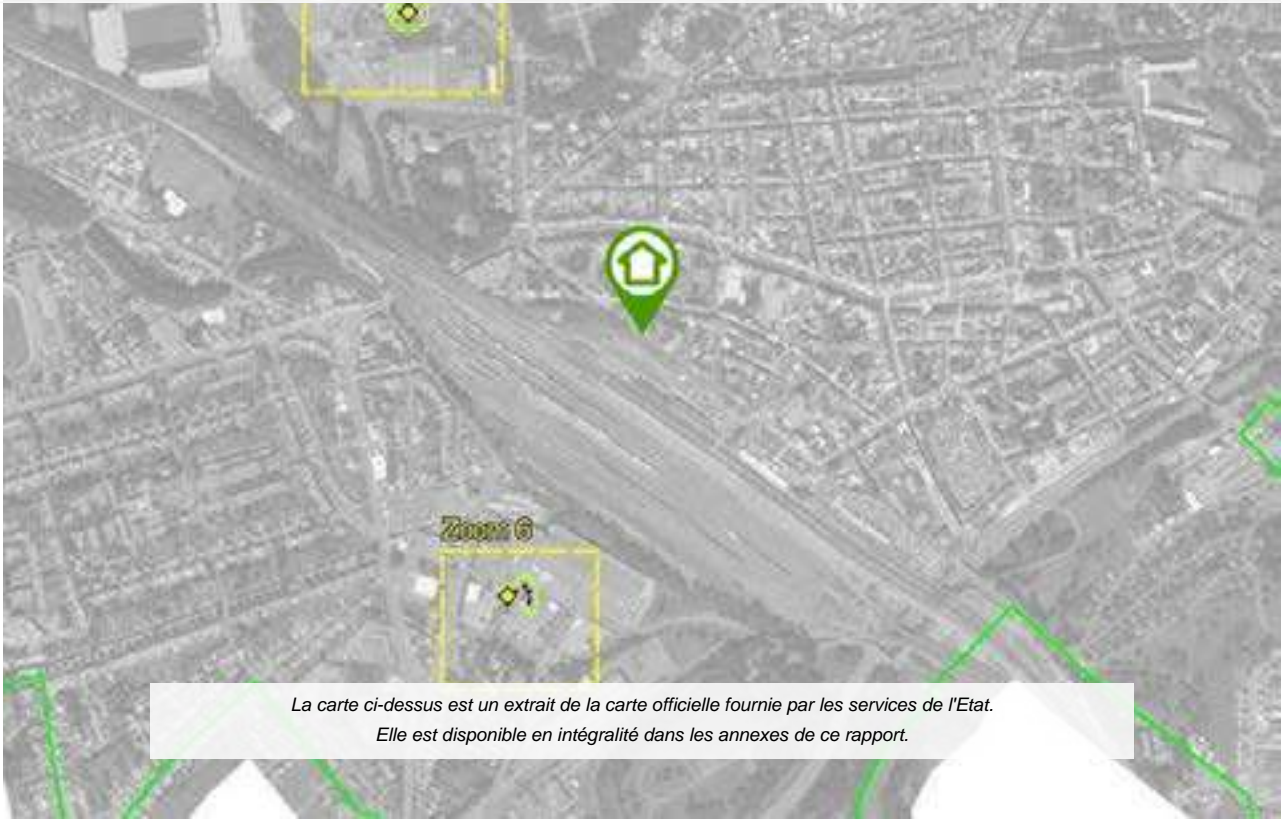 Zoom 6
La carte ci-dessus est un extrait de la carte officielle fournie par les services de l'Etat.
Elle est disponible en intégralité dans les annexes de ce rapport.